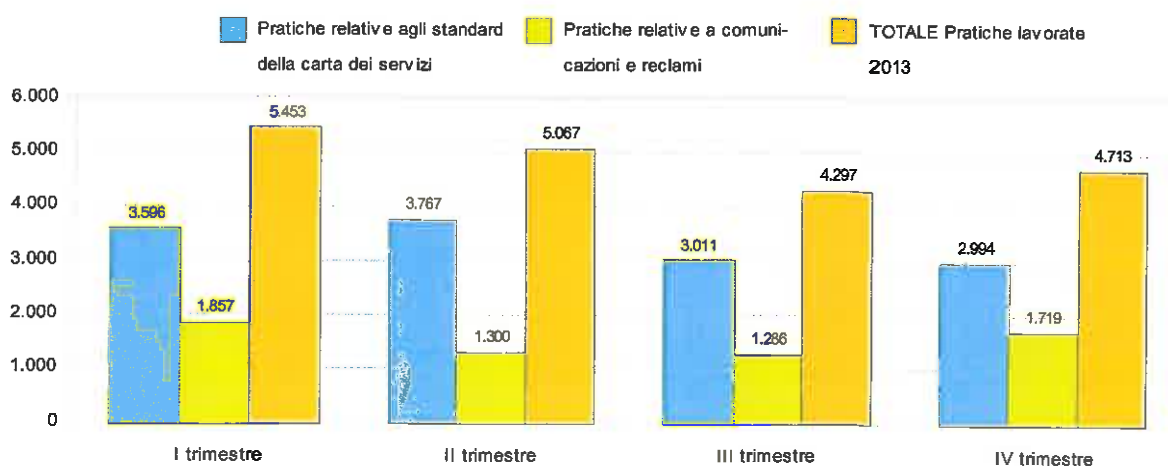 Pratiche relative agli standard
della carta dei servizi
Pratiche relative a comuni-
cazioni e reclami
TOTALE Pratiche lavorate
2013
6.000
5.000
4.000
3.000
2.000
1.000
0
3.596
1.857
5.453
3.767
1.300
5.067
3.011
1.286
4.297
2.994
1.719
4.713
I trimestre
II trimestre
III trimestre
IV trimestre